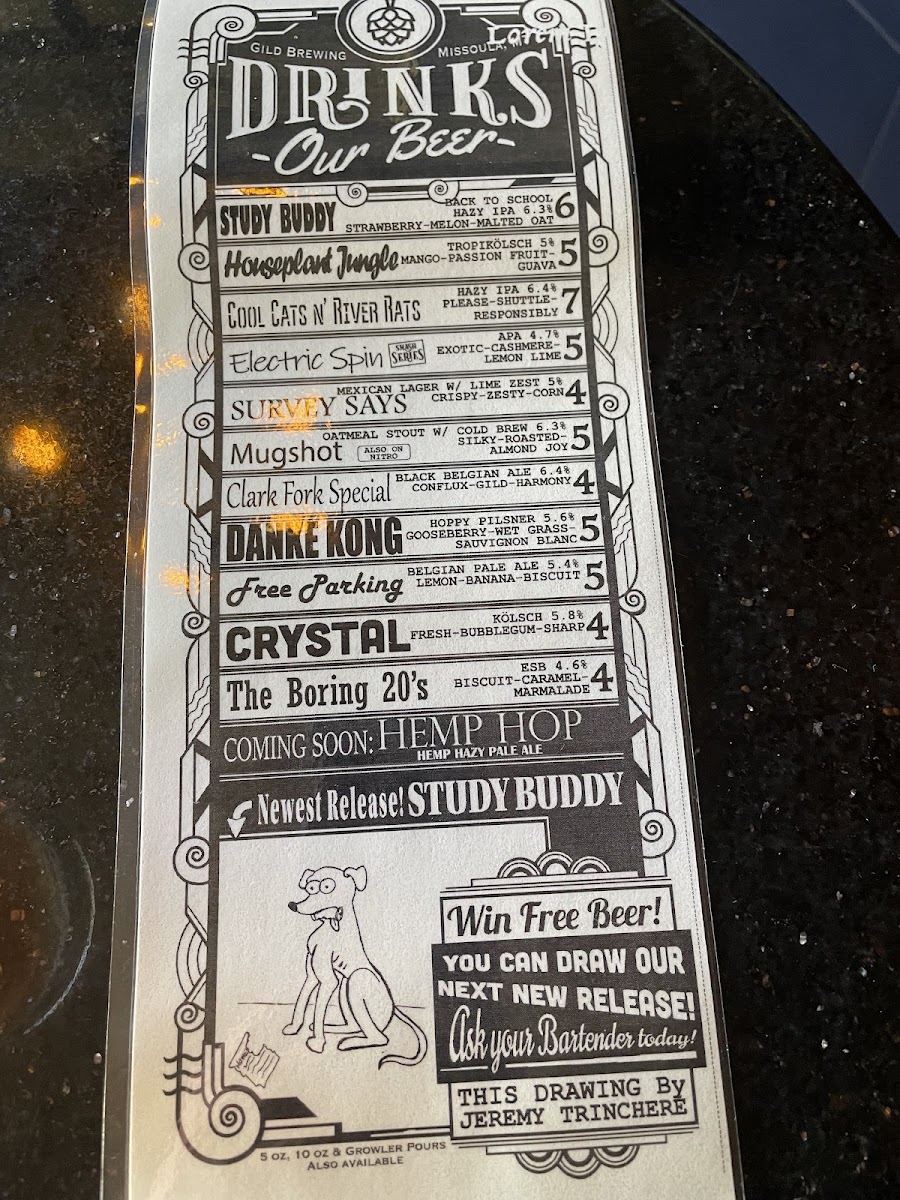 Gild Brewing Missoula, MT
DRINKS
-Our Beer-
STUDY BUDDY
BACK TO SCHOOL
HAZY IPA 6.3%
STRAWBERRY-MELON-MALTED OAT
6
Houseplant Jungle
TROPIKÖLSCH 5%
MANGO-PASSION FRUIT-
GUAVA
5
COOL CATS N' RIVER RATS
HAZY IPA 6.4%
PLEASE-SHUTTLE-
RESPONSIBLY
7
Electric Spin
SMASH
SERIES
APA 4.7%
EXOTIC-CASHMERE-
LEMON LIME
5
SURVEY SAYS
MEXICAN LAGER W/ LIME ZEST 5%
CRISPY-ZESTY-CORN
4
Mugshot
ALSO ON
NITRO
OATMEAL STOUT W/ COLD BREW 6.3%
SILKY-ROASTED-
ALMOND JOY
5
Clark Fork Special
BLACK BELGIAN ALE 6.4%
CONFLUX-GILD-HARMONY
4
DANKE KONG
HOPPY PILSNER 5.6%
GOOSEBERRY-WET GRASS-
SAUVIGNON BLANC
5
Free Parking
BELGIAN PALE ALE 5.4%
LEMON-BANANA-BISCUIT
5
CRYSTAL
KÖLSCH 5.8%
FRESH-BUBBLEGUM-SHARP
4
The Boring 20's
ESB 4.6%
BISCUIT-CARAMEL-
MARMALADE
4
COMING SOON: HEMP HOP
HEMP HAZY PALE ALE
Newest Release! STUDY BUDDY
Win Free Beer!
YOU CAN DRAW OUR
NEXT NEW RELEASE!
Ask your Bartender today!
THIS DRAWING By
JEREMY TRINCHERE
5 oz, 10 oz & Growler Pours
Also available